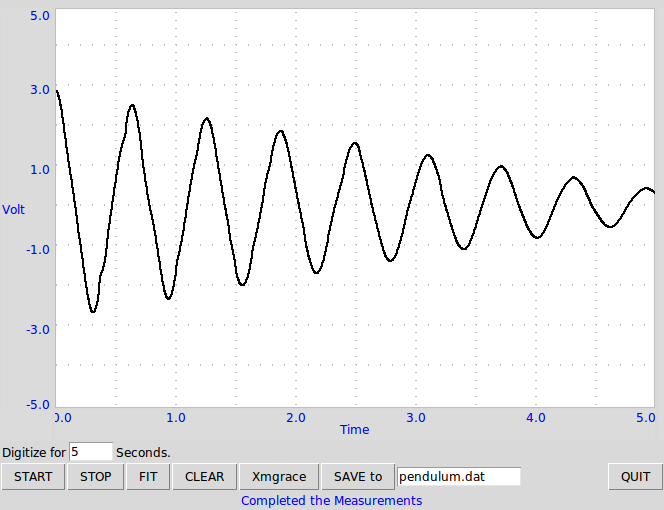 5.0
3.0
1.0
Volt
-1.0
-3.0
-5.0
0.0 1.0 2.0 3.0 4.0 5.0
Time
Digitize for 5 Seconds.
START STOP FIT CLEAR Xmgrace SAVE to pendulum.dat QUIT
Completed the Measurements